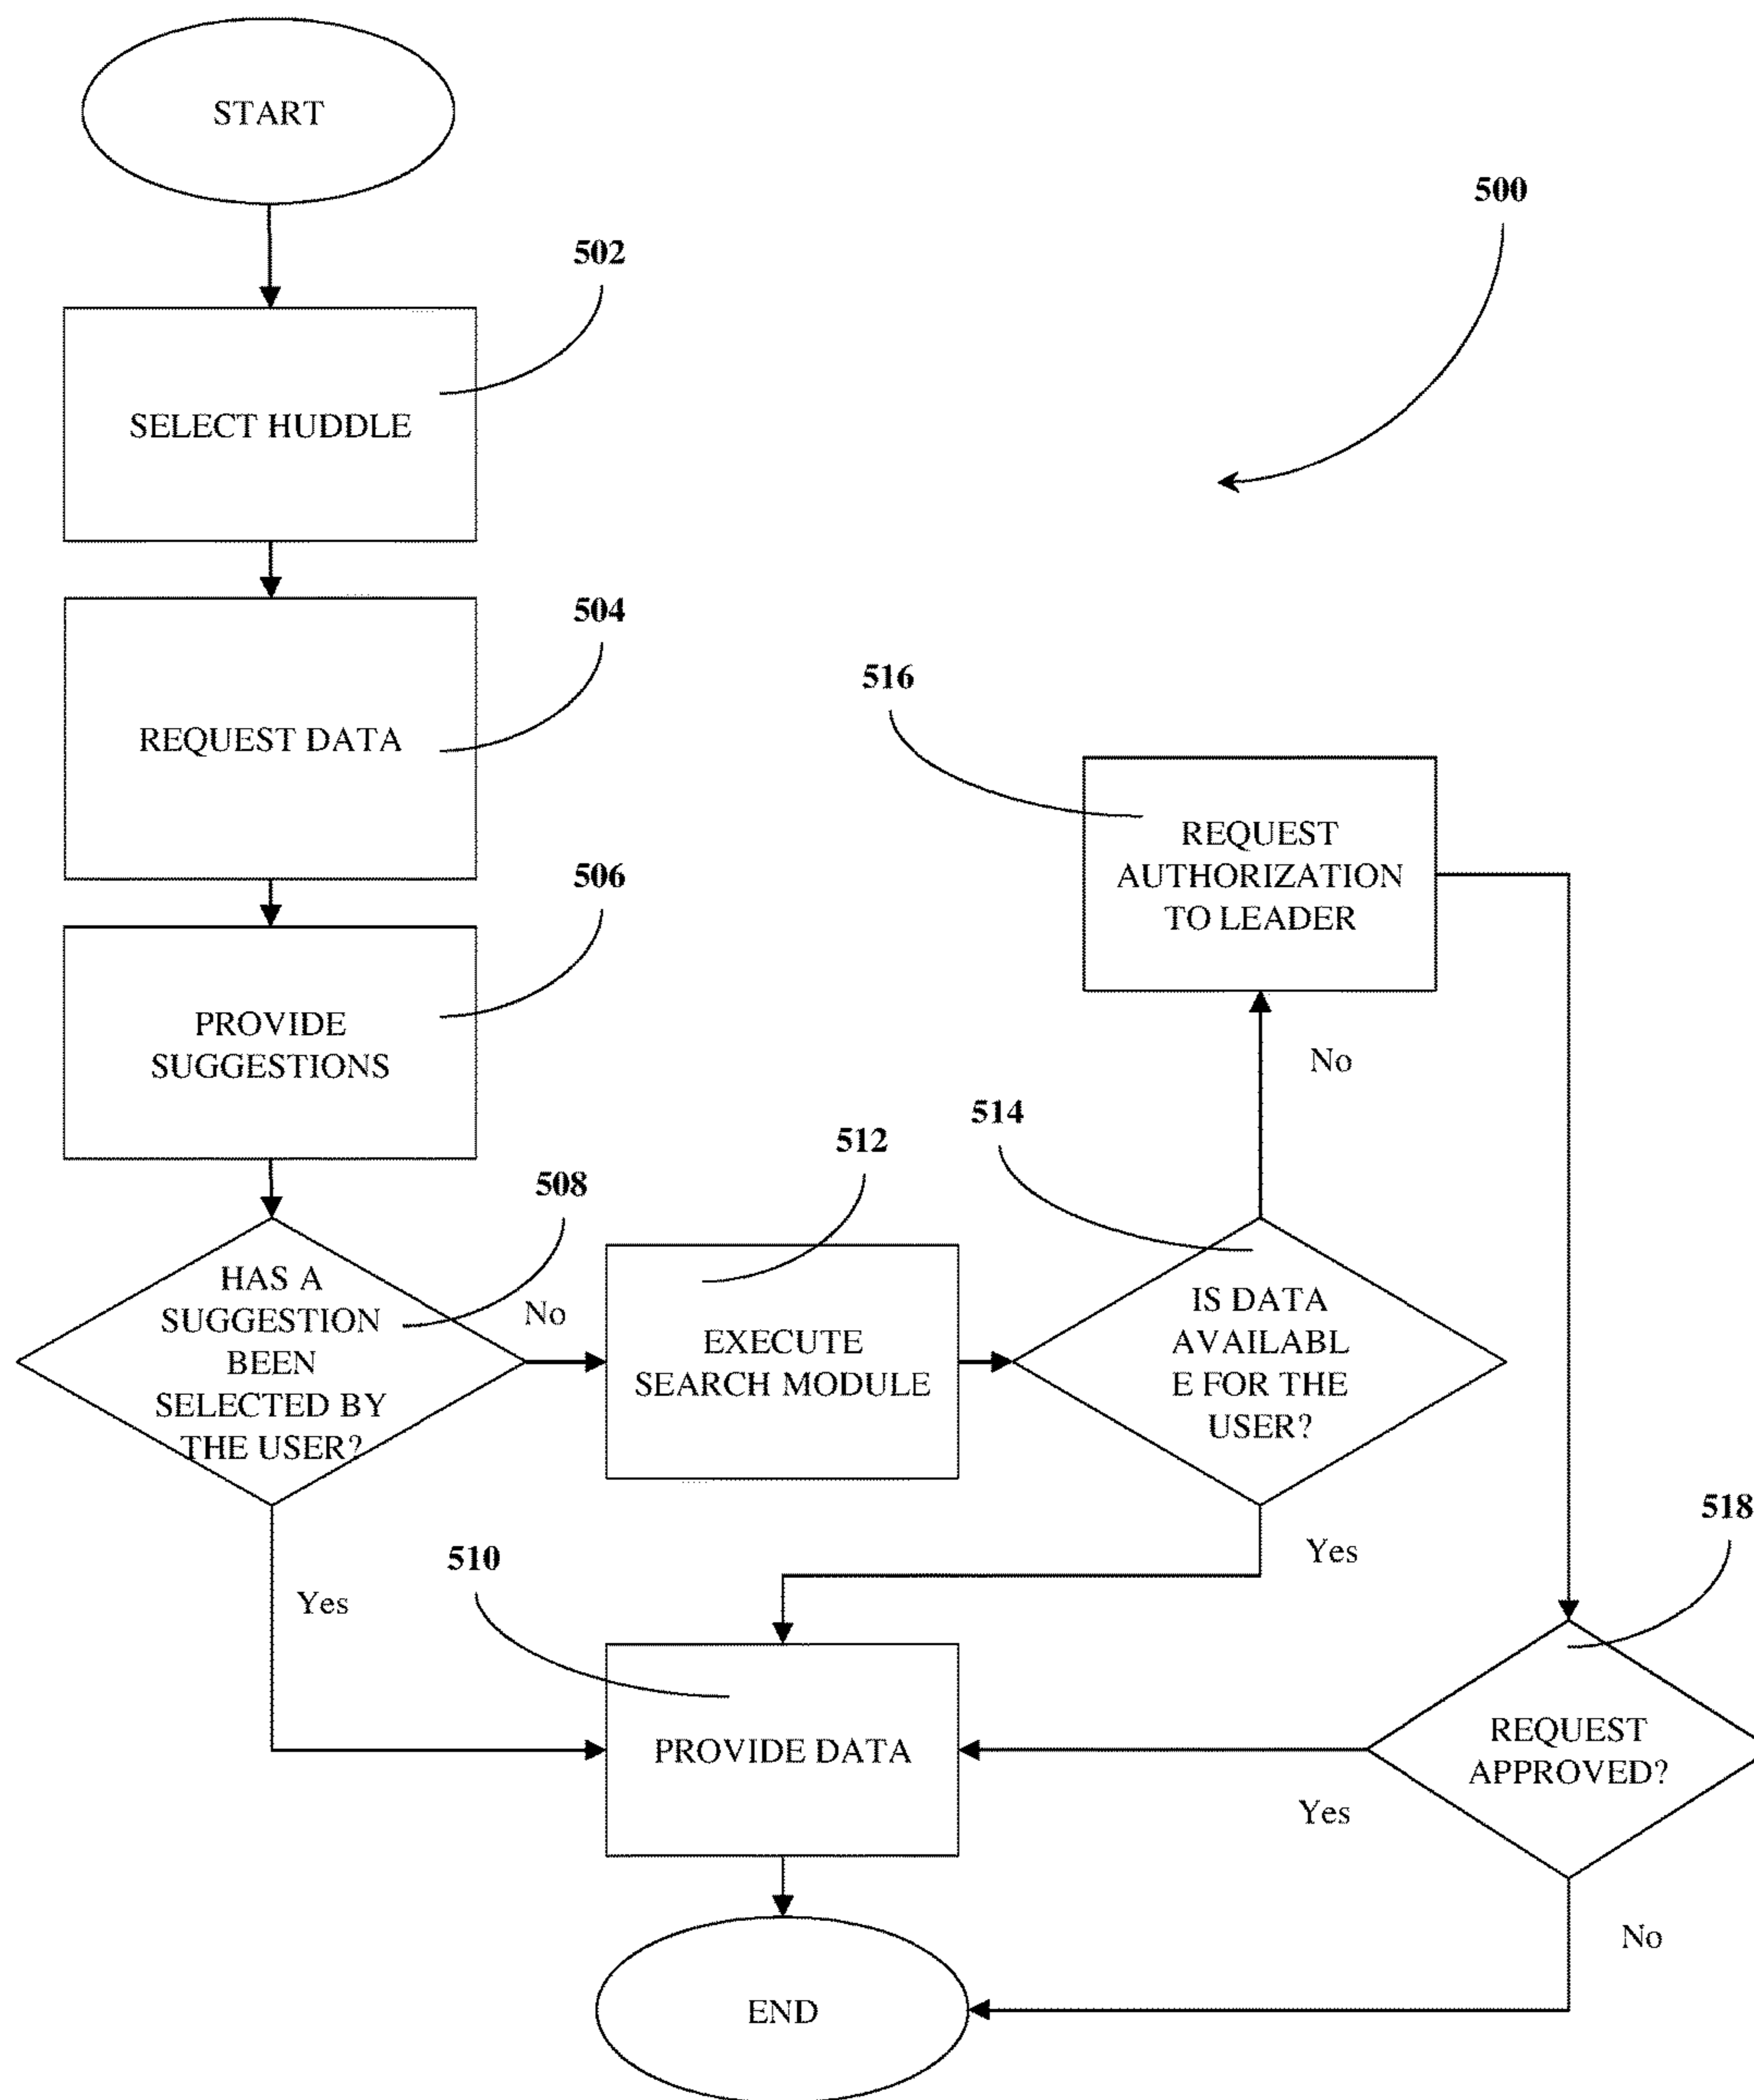 START
500
502
SELECT HUDDLE
504
REQUEST DATA
516
REQUEST
AUTHORIZATION
TO LEADER
506
PROVIDE
SUGGESTIONS
No
514
512
508
HAS A
SUGGESTION
BEEN
SELECTED BY
THE USER?
No
EXECUTE
SEARCH MODULE
IS DATA
AVAILABL
E FOR THE
USER?
518
510
Yes
Yes
PROVIDE DATA
REQUEST
APPROVED?
Yes
No
END